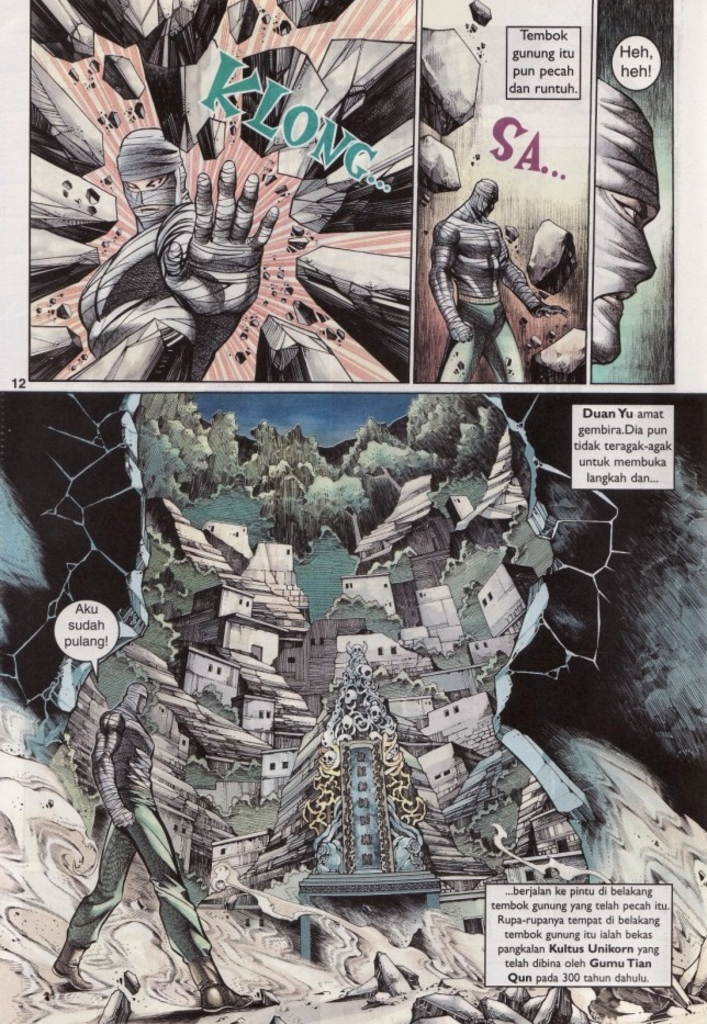 KLONG...
Tembok
gunung itu
pun pecah
dan runtuh.
SA...
Heh,
heh!
12
Duan Yu amat
gembira.Dia pun
tidak teragak-agak
untuk membuka
langkah dan...
Aku
sudah
pulang!
...berjalan ke pintu di belakang
tembok gunung yang telah pecah itu.
Rupa-rupanya tempat di belakang
tembok gunung itu ialah bekas
pangkalan Kultus Unikorn yang
telah dibina oleh Gumu Tian
Qun pada 300 tahun dahulu.